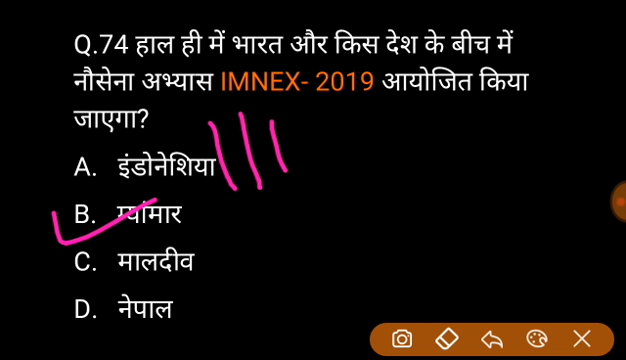 Q.74 हाल ही में भारत और किस देश के बीच में
नौसेना अभ्यास IMNEX- 2019 आयोजित किया
जाएगा?
A. इंडोनेशिया
B. म्यांमार
C. मालदीव
D. नेपाल